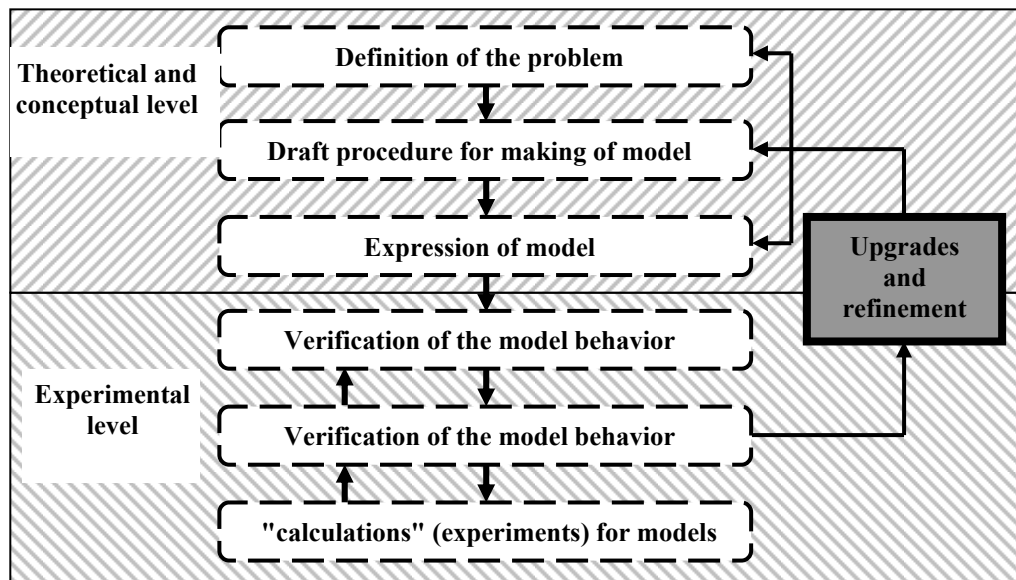 Theoretical and
conceptual level
Definition of the problem
Draft procedure for making of model
Expression of model
Upgrades
and
refinement
Experimental
level
Verification of the model behavior
Verification of the model behavior
"calculations" (experiments) for models